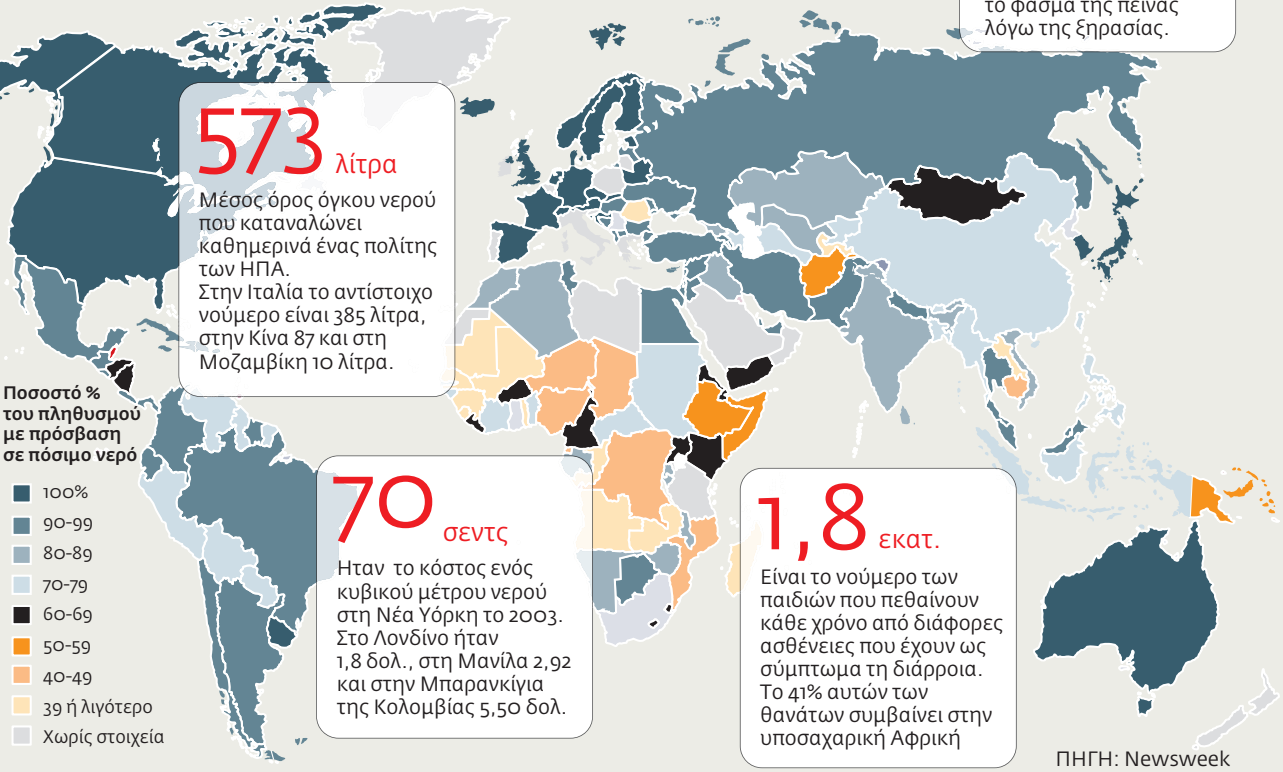 το φάσμα της πείνας
λόγω της ξηρασίας.
573 λίτρα
Μέσος όρος όγκου νερού
που καταναλώνει
καθημερινά ένας πολίτης
των ΗΠΑ.
Στην Ιταλία το αντίστοιχο
νούμερο είναι 385 λίτρα,
στην Κίνα 87 και στη
Μοζαμβίκη 10 λίτρα.
Ποσοστό %
του πληθυσμού
με πρόσβαση
σε πόσιμο νερό
100%
90-99
80-89
70-79
60-69
50-59
40-49
39 ή λιγότερο
Χωρίς στοιχεία
70 σεντς
Ηταν το κόστος ενός
κυβικού μέτρου νερού
στη Νέα Υόρκη το 2003.
Στο Λονδίνο ήταν
1,8 δολ., στη Μανίλα 2,92
και στην Μπαρανκίγια
της Κολομβίας 5,50 δολ.
1,8 εκατ.
Είναι το νούμερο των
παιδιών που πεθαίνουν
κάθε χρόνο από διάφορες
ασθένειες που έχουν ως
σύμπτωμα τη διάρροια.
Το 41% αυτών των
θανάτων συμβαίνει στην
υποσαχαρική Αφρική
ΠΗΓΗ: Newsweek